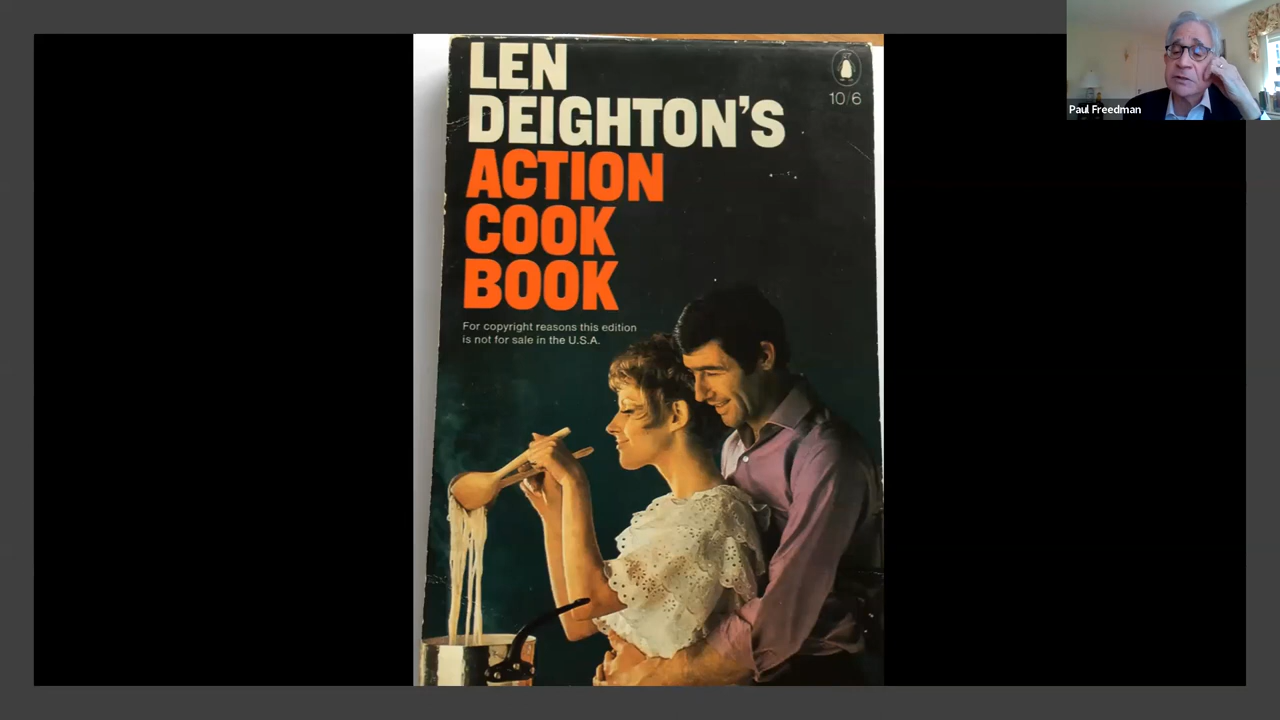 LEN
DEIGHTON'S
ACTION
COOK
BOOK
10/6
For copyright reasons this edition
is not for sale in the U.S.A.
Paul Freedman